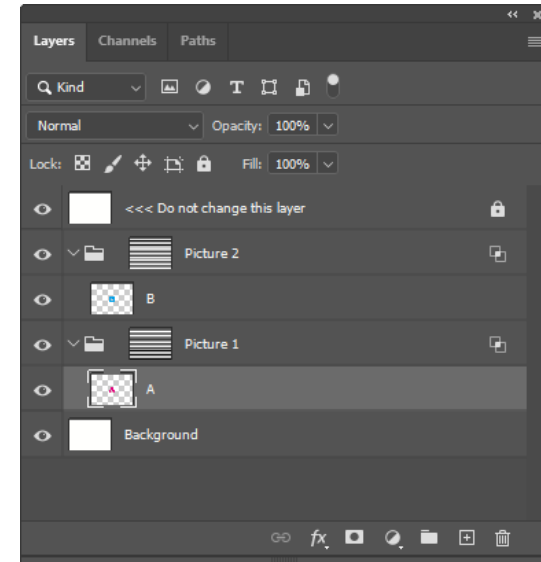 Layers Channels Paths
Kind
Normal Opacity: 100%
Lock: Fill: 100%
<<< Do not change this layer
Picture 2
B
Picture 1
A
Background
fx